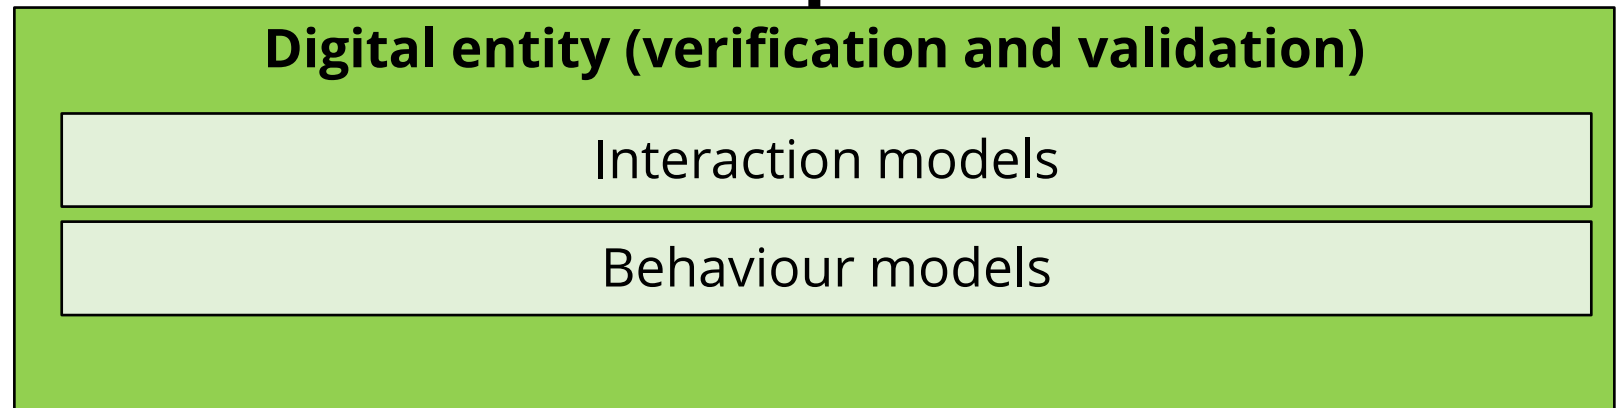 Digital entity (verification and validation)
Interaction models
Behaviour models